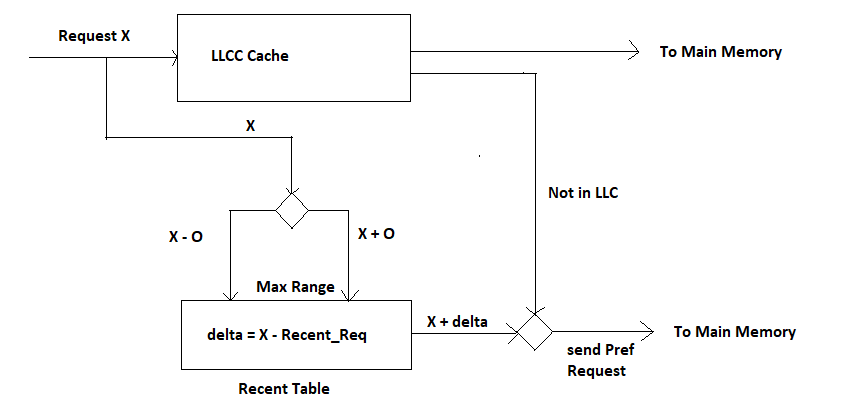 Request X
LLCC Cache
To Main Memory
X
Not in LLC
X - O
X + O
Max Range
X + delta
delta = X - Recent_Req
To Main Memory
send Pref
Request
Recent Table